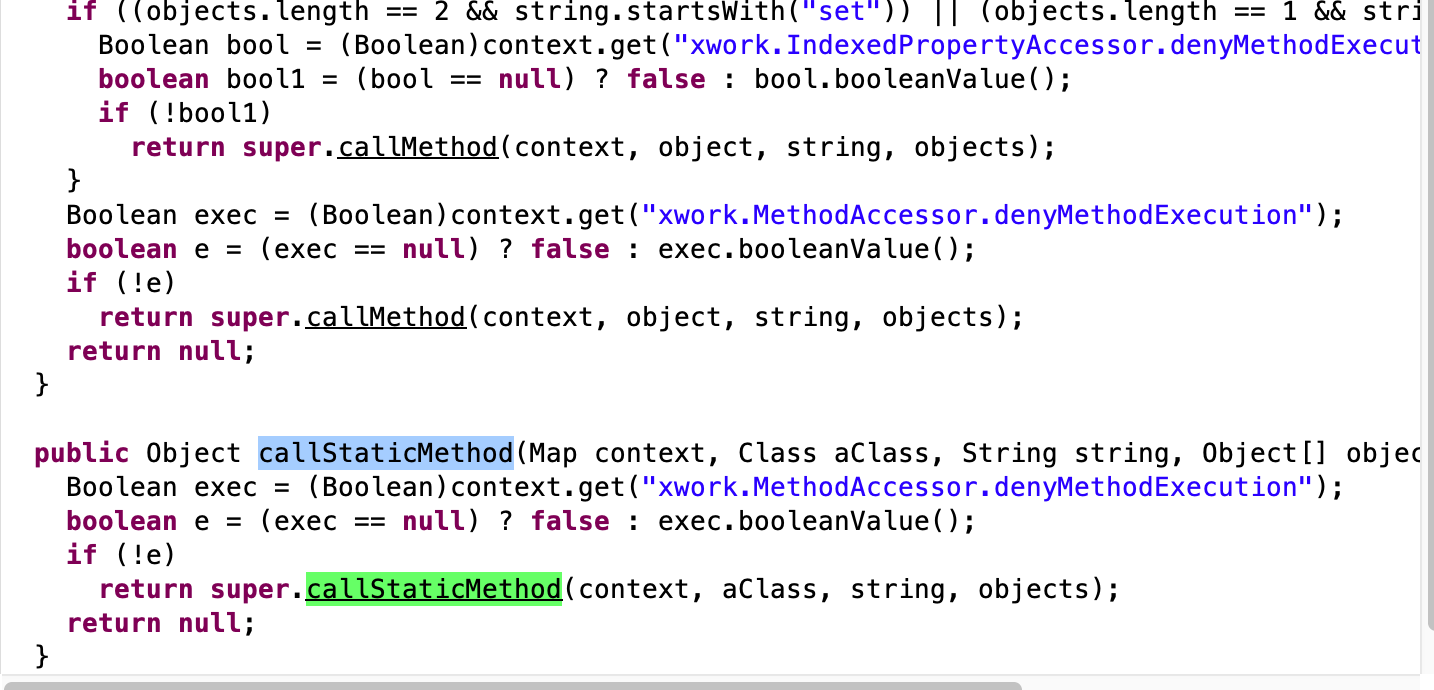 if ((objects.length == 2 && string.startsWith("set")) || (objects.length == 1 &&
Boolean bool = (Boolean)context.get("xwork.IndexedPropertyAccessor.denyMethodExecut
boolean bool1 = (bool == null) ? false : bool.booleanValue();
if (!bool1)
return super.callMethod(context, object, string, objects);
}
Boolean exec = (Boolean)context.get("xwork.MethodAccessor.denyMethodExecution");
boolean e = (exec == null) ? false : exec.booleanValue();
if (!e)
return super.callMethod(context, object, string, objects);
return null;
}
public Object callStaticMethod(Map context, Class aClass, String string, Object[] objec
Boolean exec = (Boolean)context.get("xwork.MethodAccessor.denyMethodExecution");
boolean e = (exec == null) ? false : exec.booleanValue();
if (!e)
return super.callStaticMethod(context, aClass, string, objects);
return null;
}